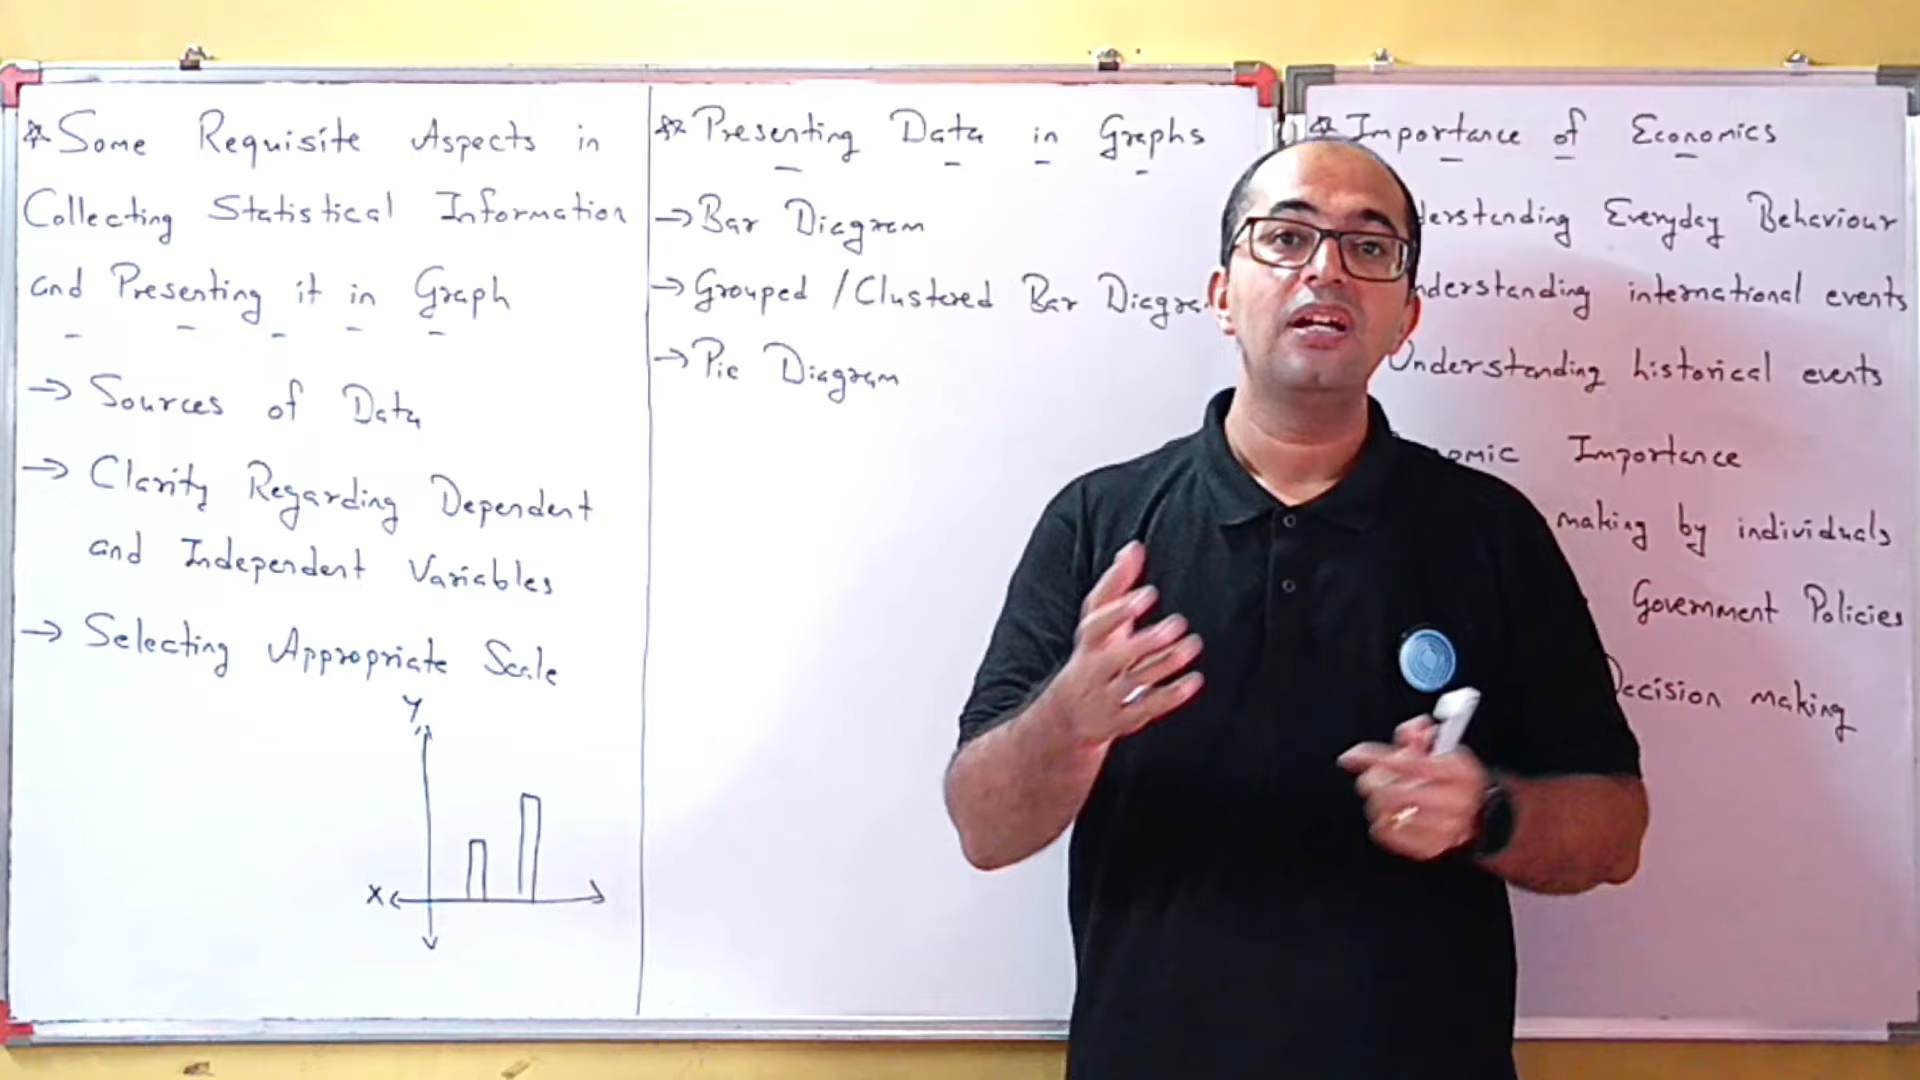 * Some Requisite Aspects in
Collecting Statistical Information
and Presenting it in Graph
→ Sources of Data
→ Clarity Regarding Dependent
and Independent Variables
→ Selecting Appropriate Scale
Y
X
** Presenting Data in Graphs
→ Bar Diagram
→ Grouped / Clustered Bar
→ Pie Diagram
* Importance of Economics
Everyday Behaviour
international events
Understanding historical events
Importance
making by individuals
Government Policies
Decision making